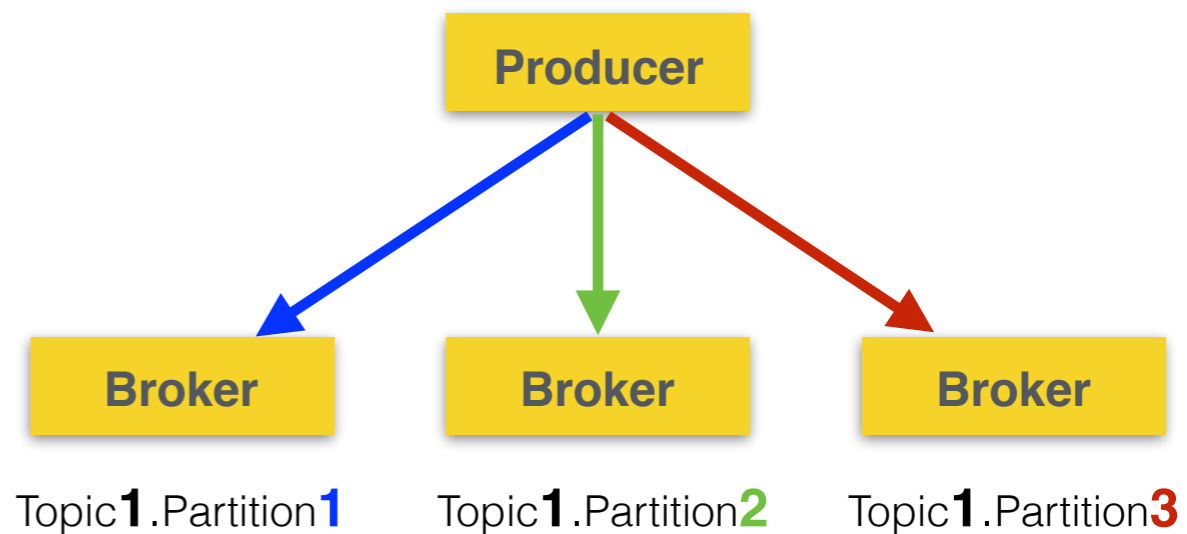 Producer
Broker
Broker
Broker
Topic1.Partition1
Topic1.Partition2
Topic1.Partition3